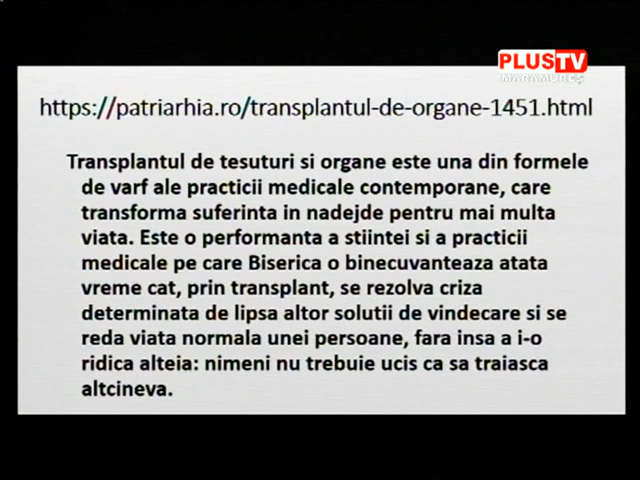 PLUSTV
MARAMUREȘ
https://patriarhia.ro/transplantul-de-organe-1451.html
Transplantul de tesuturi si organe este una din formele
de varf ale practicii medicale contemporane, care
transforma suferinta in nadejde pentru mai multa
viata. Este o performanta a stiintei si a practicii
medicale pe care Biserica o binecuvanteaza atata
vreme cat, prin transplant, se rezolva criza
determinata de lipsa altor solutii de vindecare si se
reda viata normala unei persoane, fara insa a i-o
ridica alteia: nimeni nu trebuie ucis ca sa traiasca
altcineva.